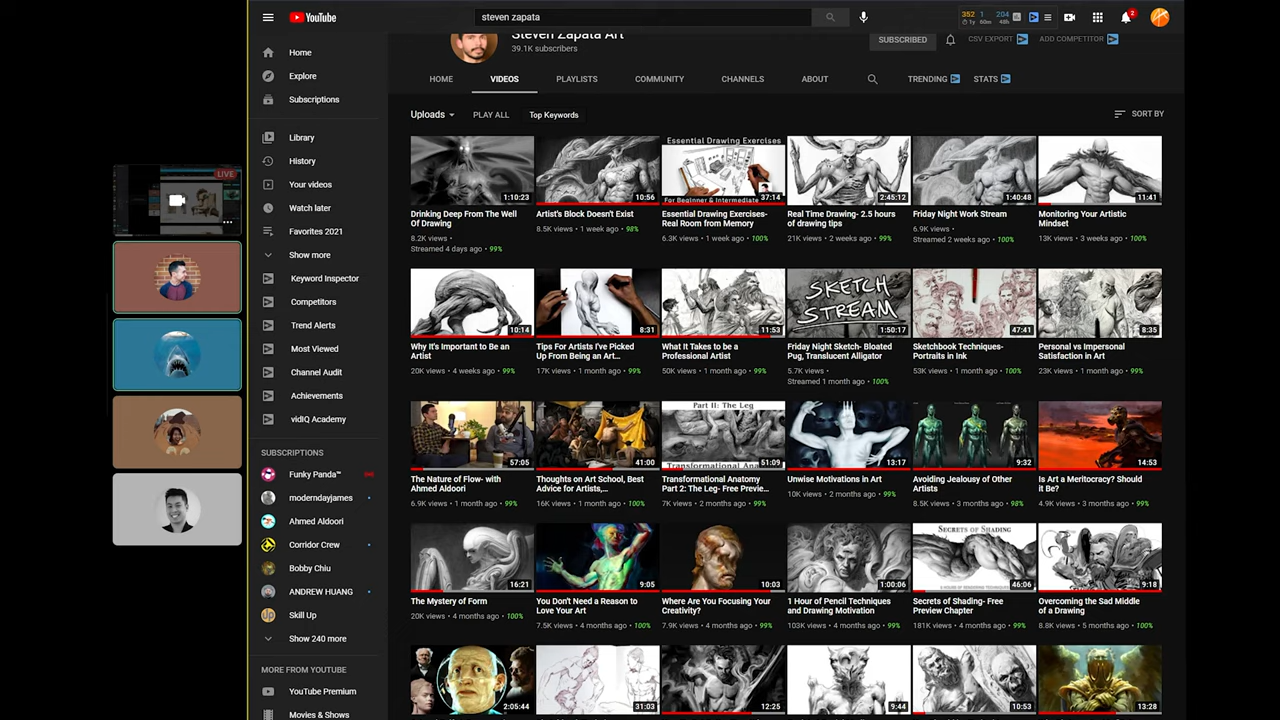 YouTube
steven zapata
352 1 204
1y 60m 48h
2
LIVE
Home
Explore
Subscriptions
Library
History
Your videos
Watch later
Favorites 2021
Show more
Keyword Inspector
Competitors
Trend Alerts
Most Viewed
Channel Audit
Achievements
vidIQ Academy
SUBSCRIPTIONS
Funky Panda™
moderndayjames
Ahmed Aldoori
Corridor Crew
Bobby Chiu
ANDREW HUANG
Skill Up
Show 240 more
MORE FROM YOUTUBE
YouTube Premium
Movies & Shows
Steven Zapata Art
39.1K subscribers
SUBSCRIBED
CSV EXPORT
ADD COMPETITOR
HOME
VIDEOS
PLAYLISTS
COMMUNITY
CHANNELS
ABOUT
TRENDING
STATS
Uploads
PLAY ALL
Top Keywords
SORT BY
1:10:23
Drinking Deep From The Well
Of Drawing
8.2K views •
Streamed 4 days ago • 99%
10:56
Artist's Block Doesn't Exist
8.5K views • 1 week ago • 98%
Essential Drawing Exercises
37:14
For Beginner & Intermediate
Essential Drawing Exercises-
Real Room from Memory
6.3K views • 1 week ago • 100%
2:45:12
Real Time Drawing- 2.5 hours
of drawing tips
21K views • 2 weeks ago • 99%
1:40:48
Friday Night Work Stream
6.9K views •
Streamed 2 weeks ago • 100%
11:41
Monitoring Your Artistic
Mindset
13K views • 3 weeks ago • 99%
10:14
Why It's Important to Be an
Artist
20K views • 4 weeks ago • 99%
8:31
Tips For Artists I've Picked
Up From Being an Art...
17K views • 1 month ago • 99%
11:53
What It Takes to be a
Professional Artist
50K views • 1 month ago • 99%
SKETCH
STREAM
1:50:17
Friday Night Sketch- Bloated
Pug, Translucent Alligator
5.7K views •
Streamed 1 month ago • 100%
47:41
Sketchbook Techniques-
Portraits in Ink
53K views • 1 month ago • 100%
8:35
Personal vs Impersonal
Satisfaction in Art
23K views • 1 month ago • 99%
57:05
The Nature of Flow- with
Ahmed Aldoori
6.9K views • 1 month ago • 99%
41:00
Thoughts on Art School, Best
Advice for Artists,...
16K views • 1 month ago • 100%
Part II: The Leg
51:09
Transformational Ana
Transformational Anatomy
Part 2: The Leg- Free Previe...
7K views • 2 months ago • 99%
13:17
Unwise Motivations in Art
10K views • 2 months ago • 99%
9:32
Avoiding Jealousy of Other
Artists
8.5K views • 3 months ago • 98%
14:53
Is Art a Meritocracy? Should
it Be?
4.9K views • 3 months ago • 99%
16:21
The Mystery of Form
20K views • 4 months ago • 100%
9:05
You Don't Need a Reason to
Love Your Art
7.5K views • 4 months ago • 100%
10:03
Where Are You Focusing Your
Creativity?
7.9K views • 4 months ago • 99%
1:00:06
1 Hour of Pencil Techniques
and Drawing Motivation
103K views • 4 months ago • 99%
SECRETS OF SHADING
46:06
Secrets of Shading- Free
Preview Chapter
181K views • 4 months ago • 99%
9:18
Overcoming the Sad Middle
of a Drawing
8.8K views • 5 months ago • 100%
2:05:44
31:03
12:25
9:44
10:53
13:28